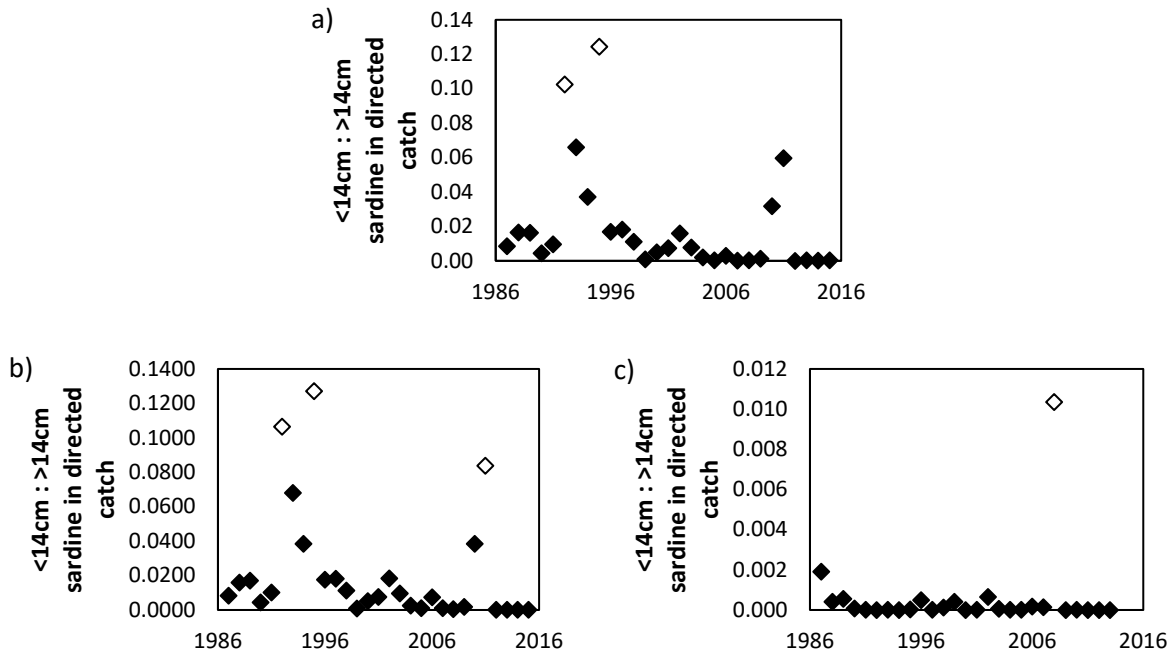 a)
<14cm : >14cm
sardine in directed
catch
0.14
0.12
0.10
0.08
0.06
0.04
0.02
0.00
1986 1996 2006 2016
b)
<14cm : >14cm
sardine in directed
catch
0.1400
0.1200
0.1000
0.0800
0.0600
0.0400
0.0200
0.0000
1986 1996 2006 2016
c)
<14cm : >14cm
sardine in directed
catch
0.012
0.010
0.008
0.006
0.004
0.002
0.000
1986 1996 2006 2016